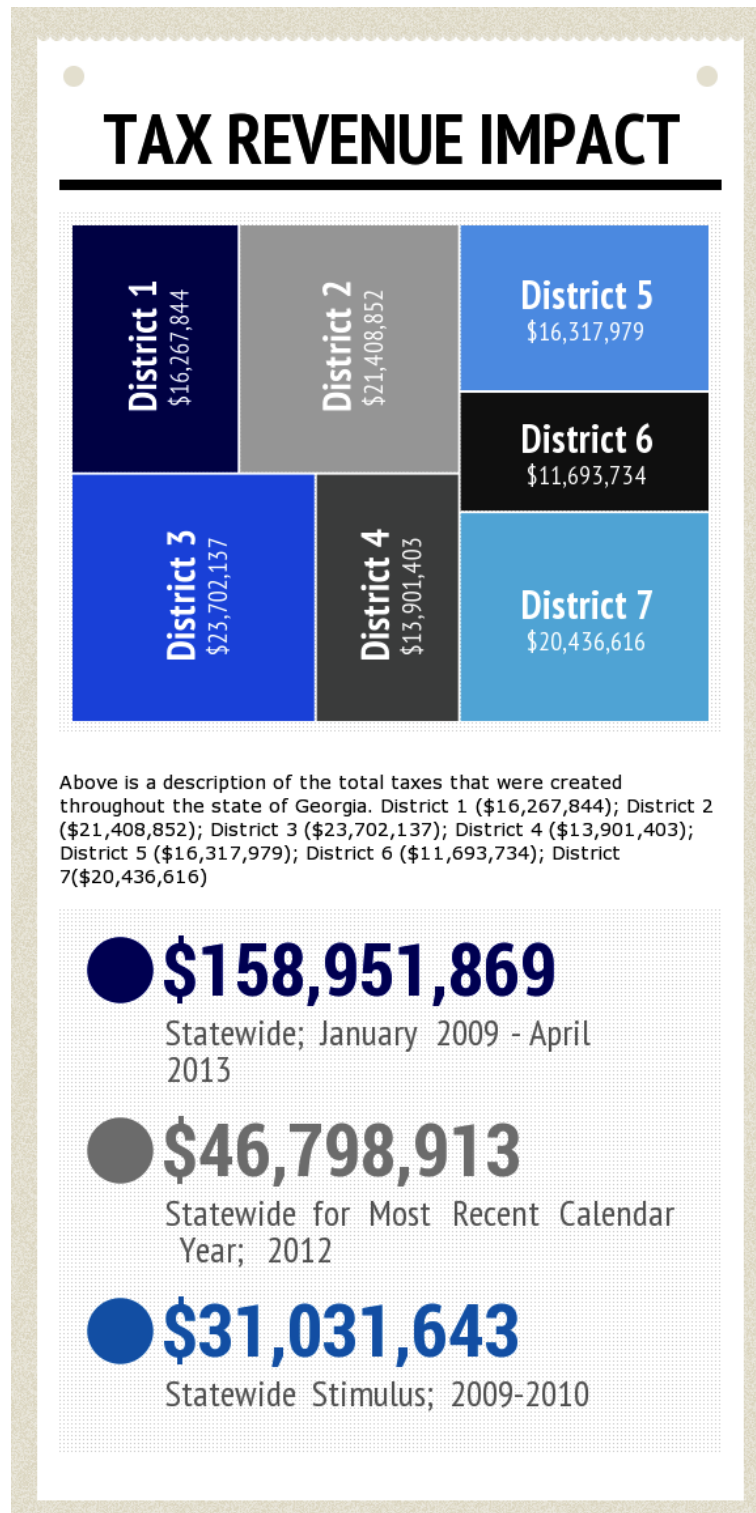 TAX REVENUE IMPACT
District 1
$16,267,844
District 2
$21,408,852
District 3
$23,702,137
District 4
$13,901,403
District 5
$16,317,979
District 6
$11,693,734
District 7
$20,436,616
Above is a description of the total taxes that were created
throughout the state of Georgia. District 1 ($16,267,844); District 2
($21,408,852); District 3 ($23,702,137); District 4 ($13,901,403);
District 5 ($16,317,979); District 6 ($11,693,734); District
7($20,436,616)
$158,951,869
Statewide; January 2009 - April
2013
$46,798,913
Statewide for Most Recent Calendar
Year; 2012
$31,031,643
Statewide Stimulus; 2009-2010